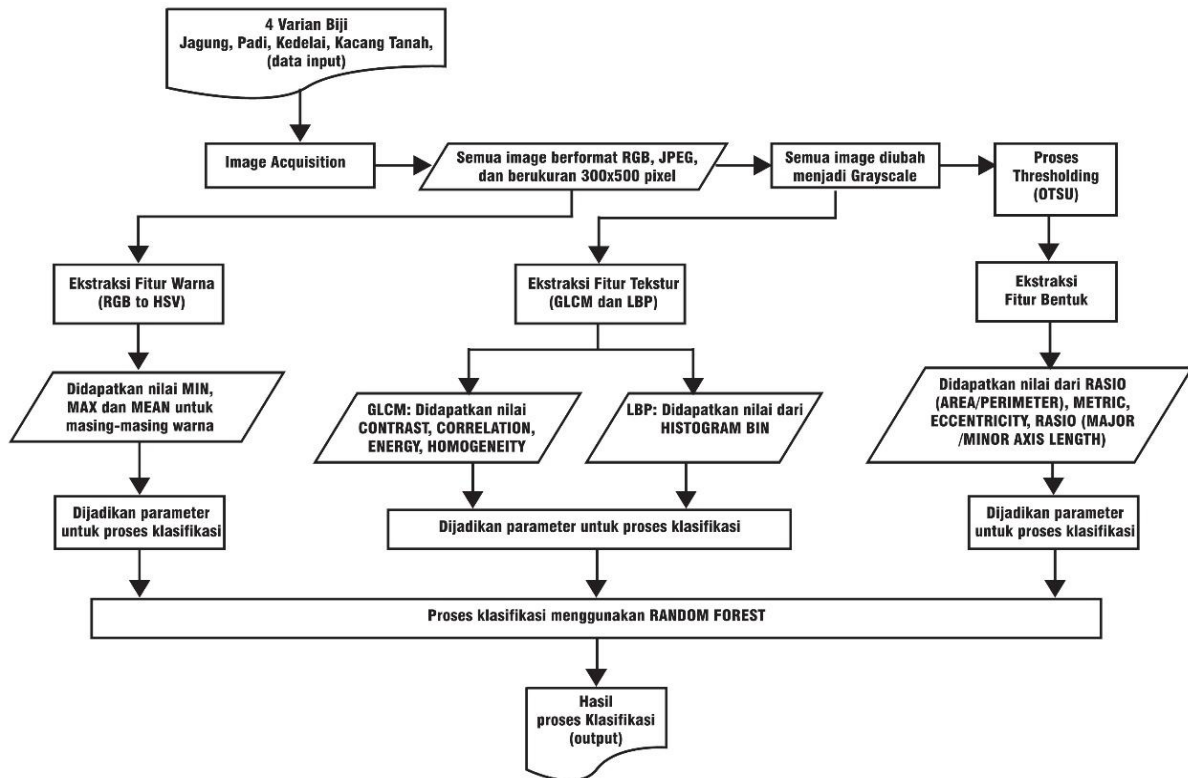 4 Varian Biji
Jagung, Padi, Kedelai, Kacang Tanah,
(data input)
Image Acquisition
Semua image berformat RGB, JPEG,
dan berukuran 300x500 pixel
Semua image diubah
menjadi Grayscale
Proses
Thresholding
(OTSU)
Ekstraksi Fitur Warna
(RGB to HSV)
Ekstraksi Fitur Tekstur
(GLCM dan LBP)
Ekstraksi
Fitur Bentuk
Didapatkan nilai MIN,
MAX dan MEAN untuk
masing-masing warna
GLCM: Didapatkan nilai
CONTRAST, CORRELATION,
ENERGY, HOMOGENEITY
LBP: Didapatkan nilai dari
HISTOGRAM BIN
Didapatkan nilai dari RASIO
(AREA/PERIMETER), METRIC,
ECCENTRICITY, RASIO (MAJOR
/MINOR AXIS LENGTH)
Dijadikan parameter
untuk proses klasifikasi
Dijadikan parameter untuk proses klasifikasi
Dijadikan parameter
untuk proses klasifikasi
Proses klasifikasi menggunakan RANDOM FOREST
Hasil
proses Klasifikasi
(output)